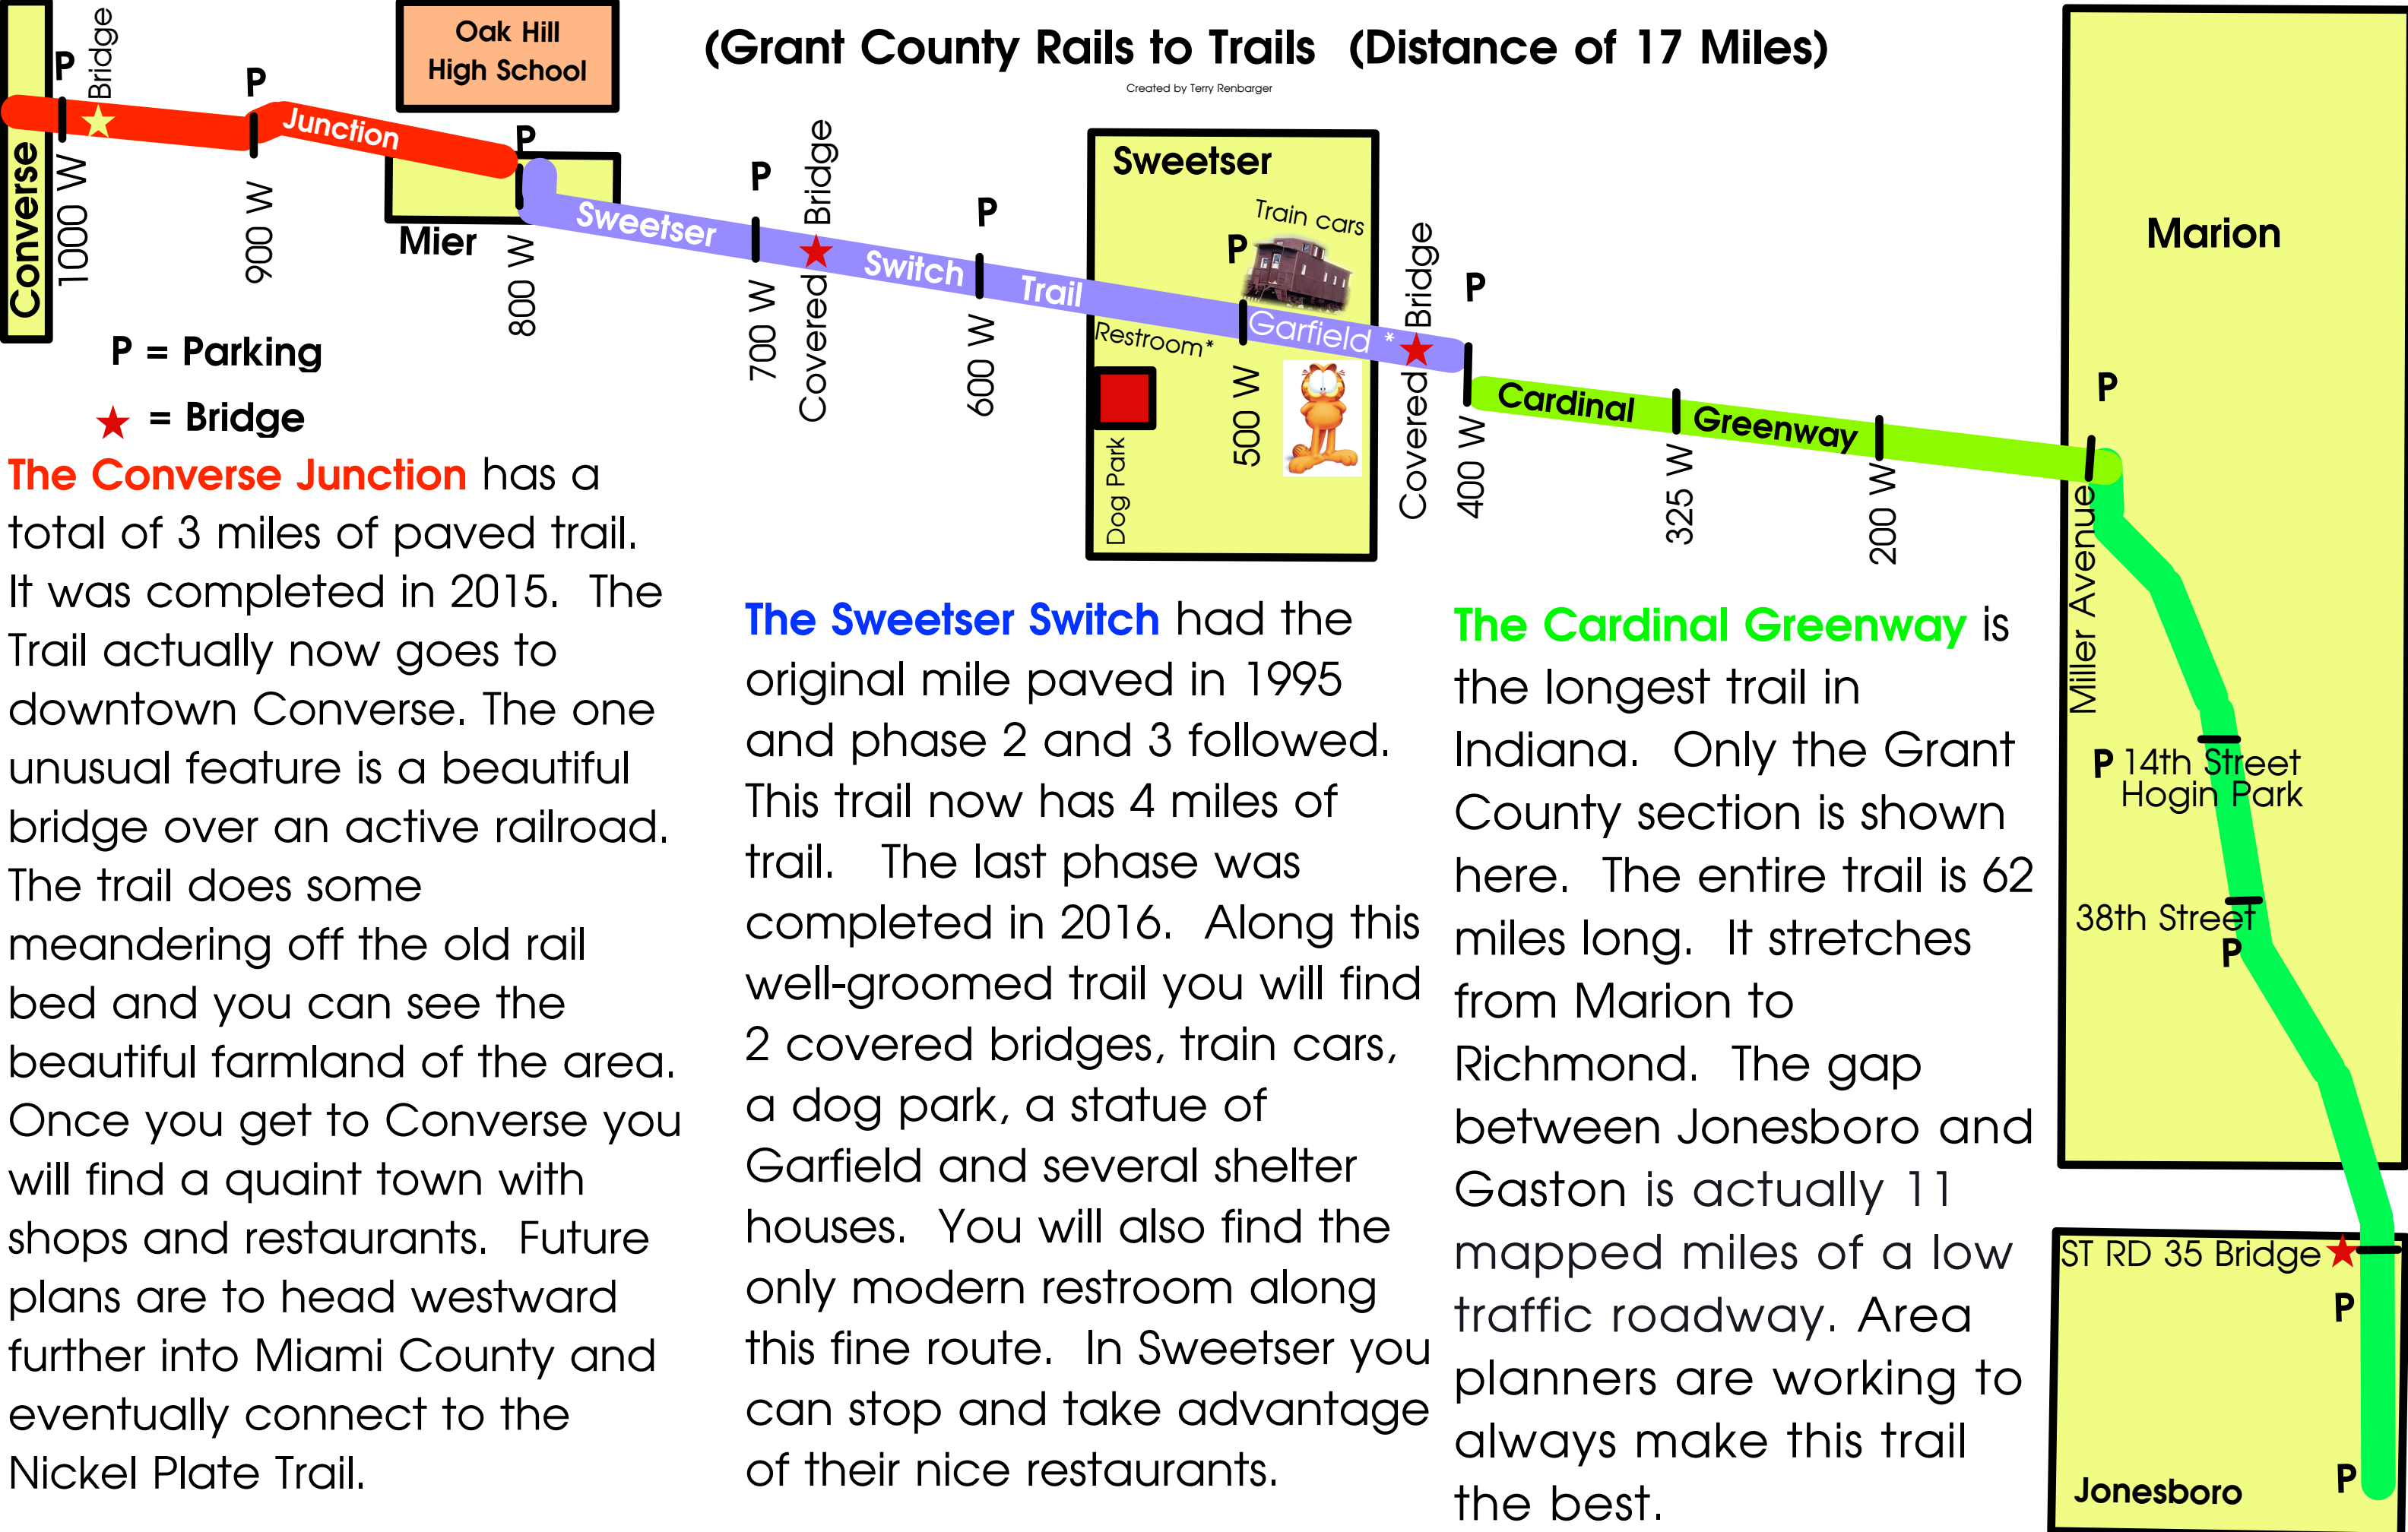 (Grant County Rails to Trails (Distance of 17 Miles)
Created by Terry Renbarger
Converse
P
1000 W
Bridge
P
900 W
Junction
Oak Hill
High School
P
Mier
800 W
Sweetser
P
700 W
Covered Bridge
Switch
P
600 W
Trail
Sweetser
Train cars
P
Restroom*
Garfield *
Dog Park
500 W
Covered Bridge
P
400 W
Cardinal
325 W
Greenway
200 W
Marion
P
Miller Avenue
P 14th Street
Hogin Park
38th Street
P
ST RD 35 Bridge
P
P
Jonesboro
P = Parking
= Bridge
The Converse Junction has a
total of 3 miles of paved trail.
It was completed in 2015. The
Trail actually now goes to
downtown Converse. The one
unusual feature is a beautiful
bridge over an active railroad.
The trail does some
meandering off the old rail
bed and you can see the
beautiful farmland of the area.
Once you get to Converse you
will find a quaint town with
shops and restaurants. Future
plans are to head westward
further into Miami County and
eventually connect to the
Nickel Plate Trail.
The Sweetser Switch had the
original mile paved in 1995
and phase 2 and 3 followed.
This trail now has 4 miles of
trail. The last phase was
completed in 2016. Along this
well-groomed trail you will find
2 covered bridges, train cars,
a dog park, a statue of
Garfield and several shelter
houses. You will also find the
only modern restroom along
this fine route. In Sweetser you
can stop and take advantage
of their nice restaurants.
The Cardinal Greenway is
the longest trail in
Indiana. Only the Grant
County section is shown
here. The entire trail is 62
miles long. It stretches
from Marion to
Richmond. The gap
between Jonesboro and
Gaston is actually 11
mapped miles of a low
traffic roadway. Area
planners are working to
always make this trail
the best.